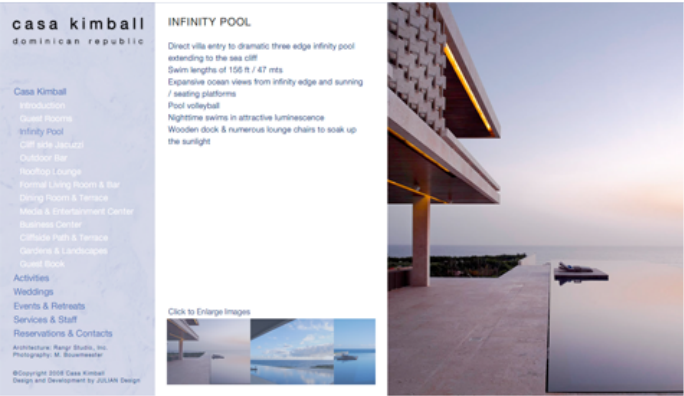 casa kimball
dominican republic
Casa Kimball
Introduction
Guest Rooms
Infinity Pool
Cliff side Jacuzzi
Outdoor Bar
Rooftop Lounge
Formal Living Room & Bar
Dining Room & Terrace
Media & Entertainment Center
Business Center
Cliffside Path & Terrace
Gardens & Landscapes
Guest Book
Activities
Weddings
Events & Retreats
Services & Staff
Reservations & Contacts
Architecture: Rangr Studio, Inc.
Photography: M. Bouwmeester
©Copyright 2008 Casa Kimball
Design and Development by JULIAN Design
INFINITY POOL
Direct villa entry to dramatic three edge infinity pool
extending to the sea cliff
Swim lengths of 156 ft / 47 mts
Expansive ocean views from infinity edge and sunning
/ seating platforms
Pool volleyball
Nighttime swims in attractive luminescence
Wooden dock & numerous lounge chairs to soak up
the sunlight
Click to Enlarge Images